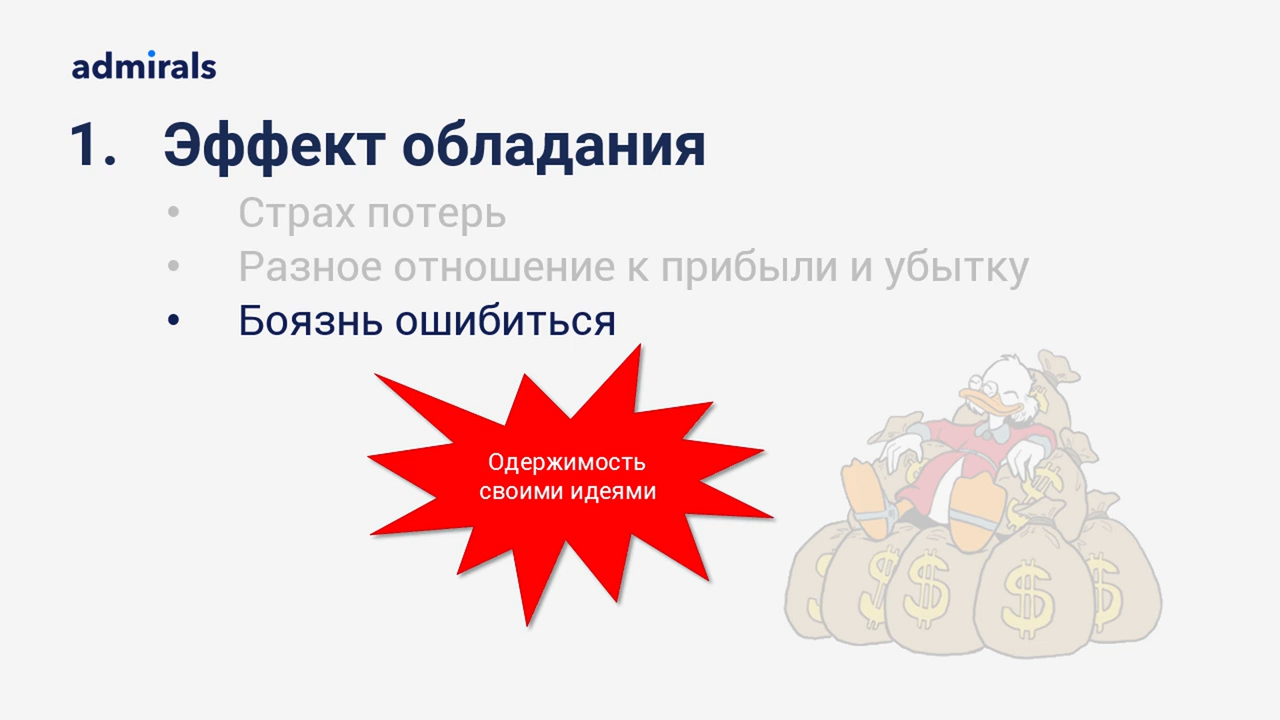 admirals
1. Эффект обладания
• Страх потерь
• Разное отношение к прибыли и убытку
• Боязнь ошибиться
Одержимость
своими идеями
$ $ $ $ $ $